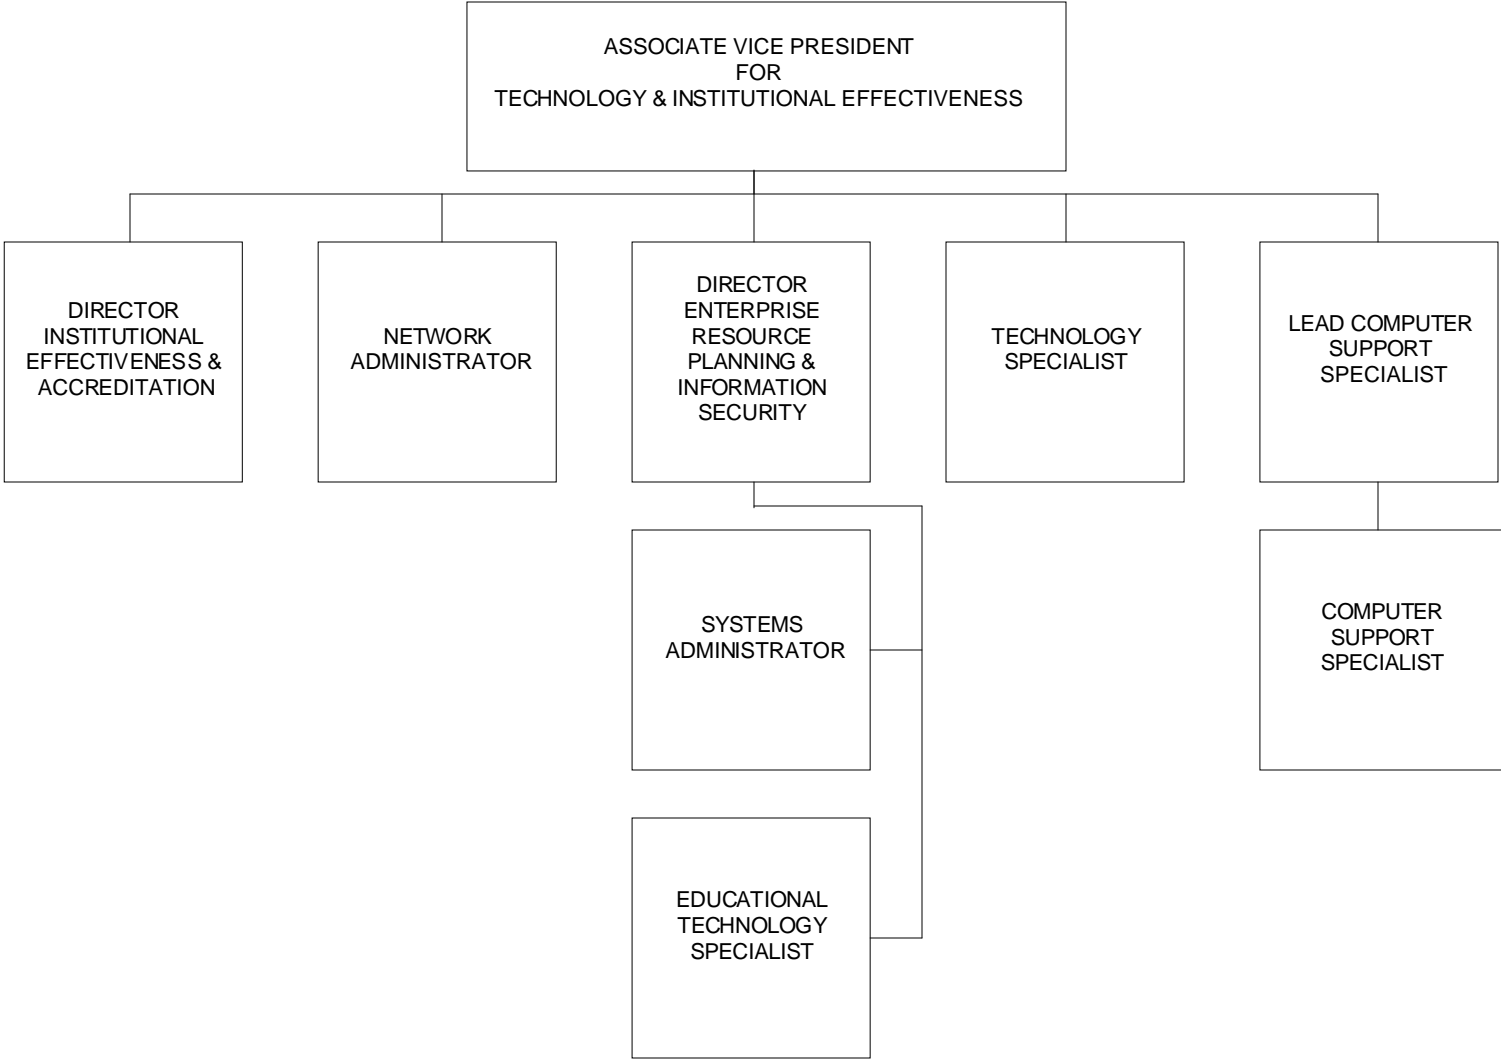 ASSOCIATE VICE PRESIDENT
FOR
TECHNOLOGY & INSTITUTIONAL EFFECTIVENESS
DIRECTOR
INSTITUTIONAL
EFFECTIVENESS &
ACCREDITATION
NETWORK
ADMINISTRATOR
DIRECTOR
ENTERPRISE
RESOURCE
PLANNING &
INFORMATION
SECURITY
TECHNOLOGY
SPECIALIST
LEAD COMPUTER
SUPPORT
SPECIALIST
SYSTEMS
ADMINISTRATOR
COMPUTER
SUPPORT
SPECIALIST
EDUCATIONAL
TECHNOLOGY
SPECIALIST